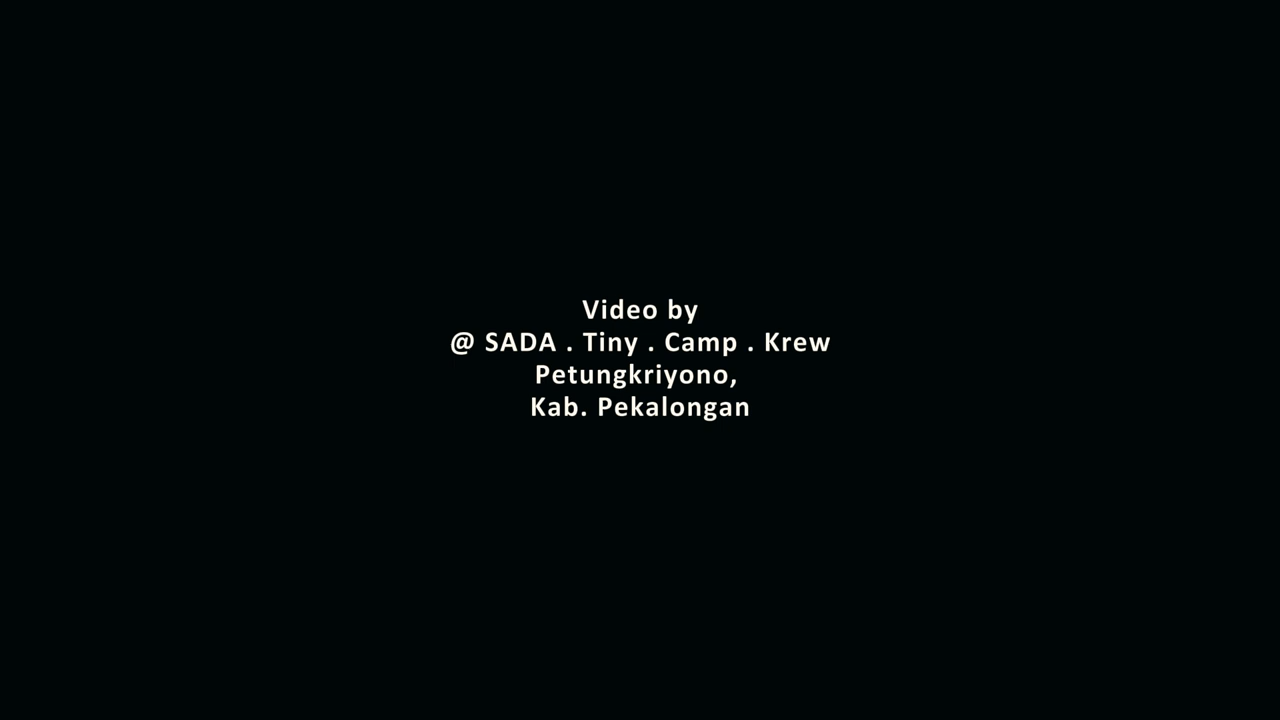 Video by
@ SADA . Tiny . Camp . Krew
Petungkriyono,
Kab. Pekalongan